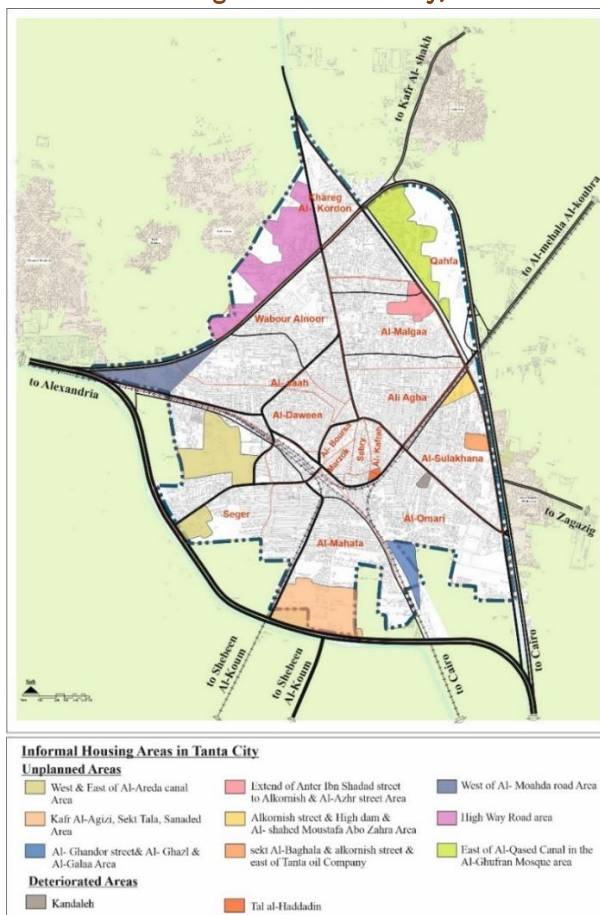 to Kafr Al- shakh
to Al-mehala Al-koubra
Khareg
Al- Kordon
Qahfa
Wabour Alnoor
Al-Malgaa
to Alexandria
Ali Agha
Al-Daween
Al- Bourse
Marzok
Sabry
Al-Sulakhana
to Zagazig
Seger
Al-Omari
Al-Mahata
to Shebeen
Al-Koum
to Shebeen
Al-Koum
to Cairo
to Cairo
Informal Housing Areas in Tanta City
Unplanned Areas
West & East of Al-Areda canal
Area
Extend of Anter Ibn Shadad street
to Alkornish & Al-Azhr street Area
West of Al- Moahda road Area
Kafr Al-Agizi, Sekt Tala, Sanaded
Area
Alkornish street & High dam &
Al- shahed Moustafa Abo Zahra Area
High Way Road area
Al- Ghandor street& Al- Ghazl &
Al-Galaa Area
sekt Al-Baghala & alkornish street &
east of Tanta oil Company
East of Al-Qased Canal in the
Al-Ghufran Mosque area
Deteriorated Areas
Kandaleh
Tal al-Haddadin